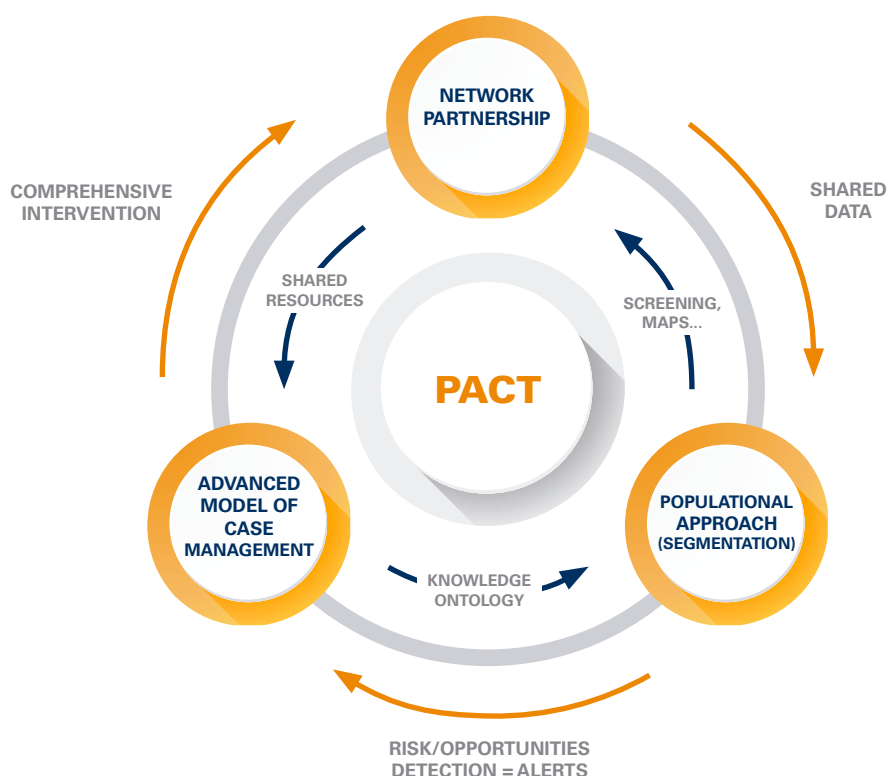 NETWORK
PARTNERSHIP
COMPREHENSIVE
INTERVENTION
SHARED
DATA
SHARED
RESOURCES
SCREENING,
MAPS...
PACT
ADVANCED
MODEL OF
CASE
MANAGEMENT
POPULATIONAL
APPROACH
(SEGMENTATION)
KNOWLEDGE
ONTOLOGY
RISK/OPPORTUNITIES
DETECTION = ALERTS